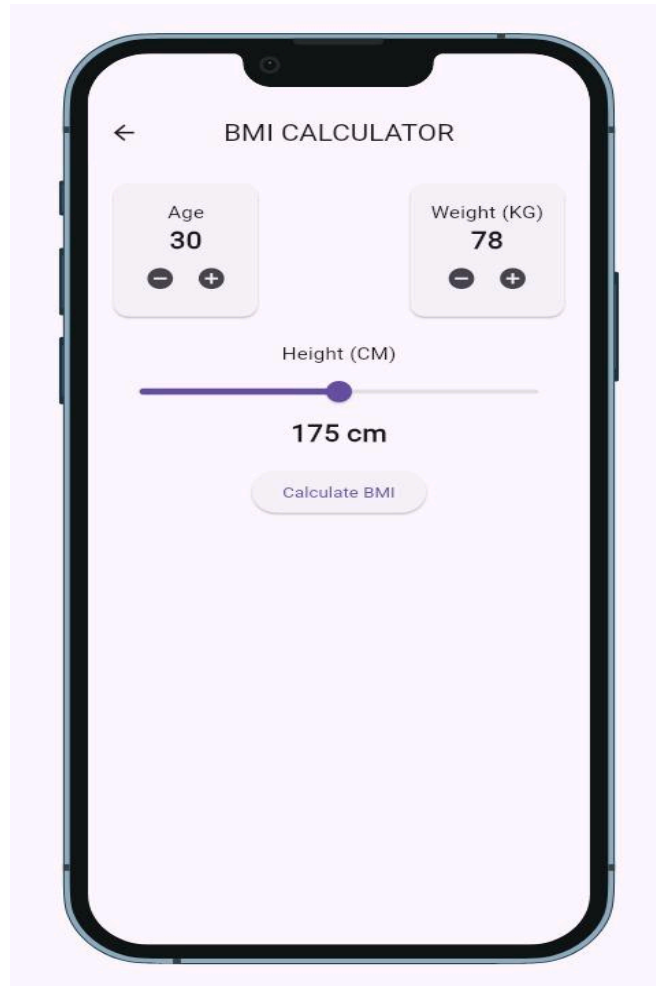 BMI CALCULATOR
Age
30
Weight (KG)
78
Height (CM)
175 cm
Calculate BMI